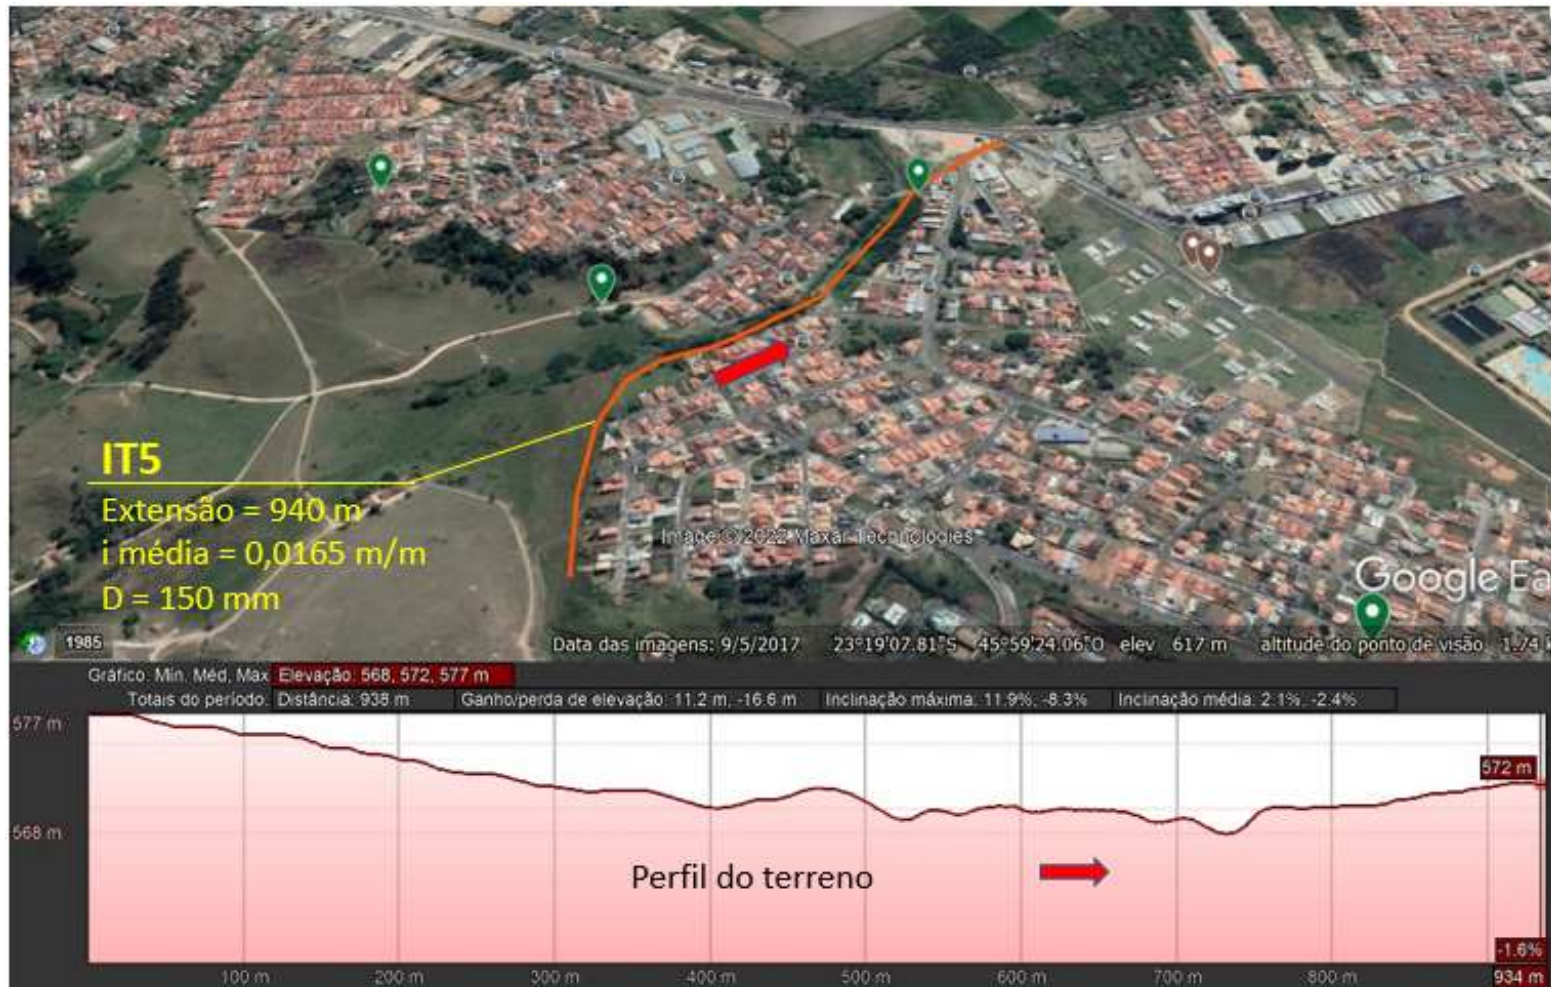 IT5
Extensão = 940 m
i média = 0,0165 m/m
D = 150 mm
Image © 2022 Maxar Technologies
Google Ea
1985
Data das imagens: 9/5/2017 23°19'07.81"S 45°59'24.06"O elev 617 m altitude do ponto de visão 1.74 k
Gráfico: Min. Méd, Max Elevação: 568, 572, 577 m
Totais do período: Distância: 938 m Ganho/perda de elevação: 11.2 m, -16.6 m Inclinação máxima: 11.9%, -8.3% Inclinação média: 2.1%, -2.4%
577 m
572 m
568 m
Perfil do terreno
-1.6%
100 m 200 m 300 m 400 m 500 m 600 m 700 m 800 m 934 m